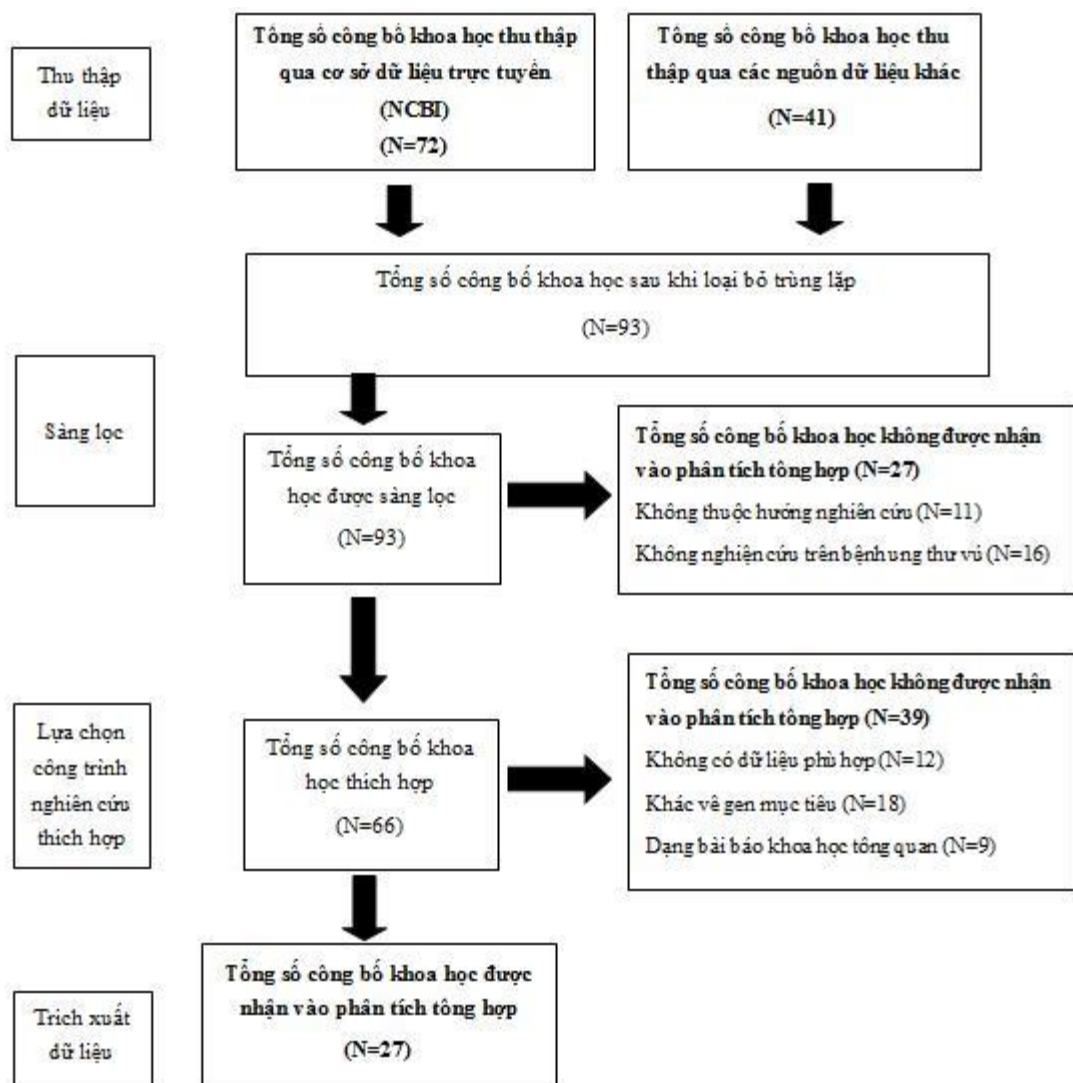 Thu thập
dữ liệu
Tổng số công bố khoa học thu thập
qua cơ sở dữ liệu trực tuyến
(NCBI)
(N=72)
Tổng số công bố khoa học thu
thập qua các nguồn dữ liệu khác
(N=41)
Tổng số công bố khoa học sau khi loại bỏ trùng lặp
(N=93)
Sàng lọc
Tổng số công bố khoa
học được sàng lọc
(N=93)
Tổng số công bố khoa học không được nhận
vào phân tích tông hợp (N=27)
Không thuộc hướng nghiên cứu (N=11)
Không nghiên cứu trên bệnh ung thư vú (N=16)
Lựa chọn
công trình
nghiên cứu
thích hợp
Tổng số công bố khoa
học thích hợp
(N=66)
Tổng số công bố khoa học không được nhận
vào phân tích tông hợp (N=39)
Không có dữ liệu phù hợp (N=12)
Khác về gen mục tiêu (N=18)
Dạng bài báo khoa học tông quan (N=9)
Trích xuất
dữ liệu
Tổng số công bố khoa học được
nhận vào phân tích tông hợp
(N=27)